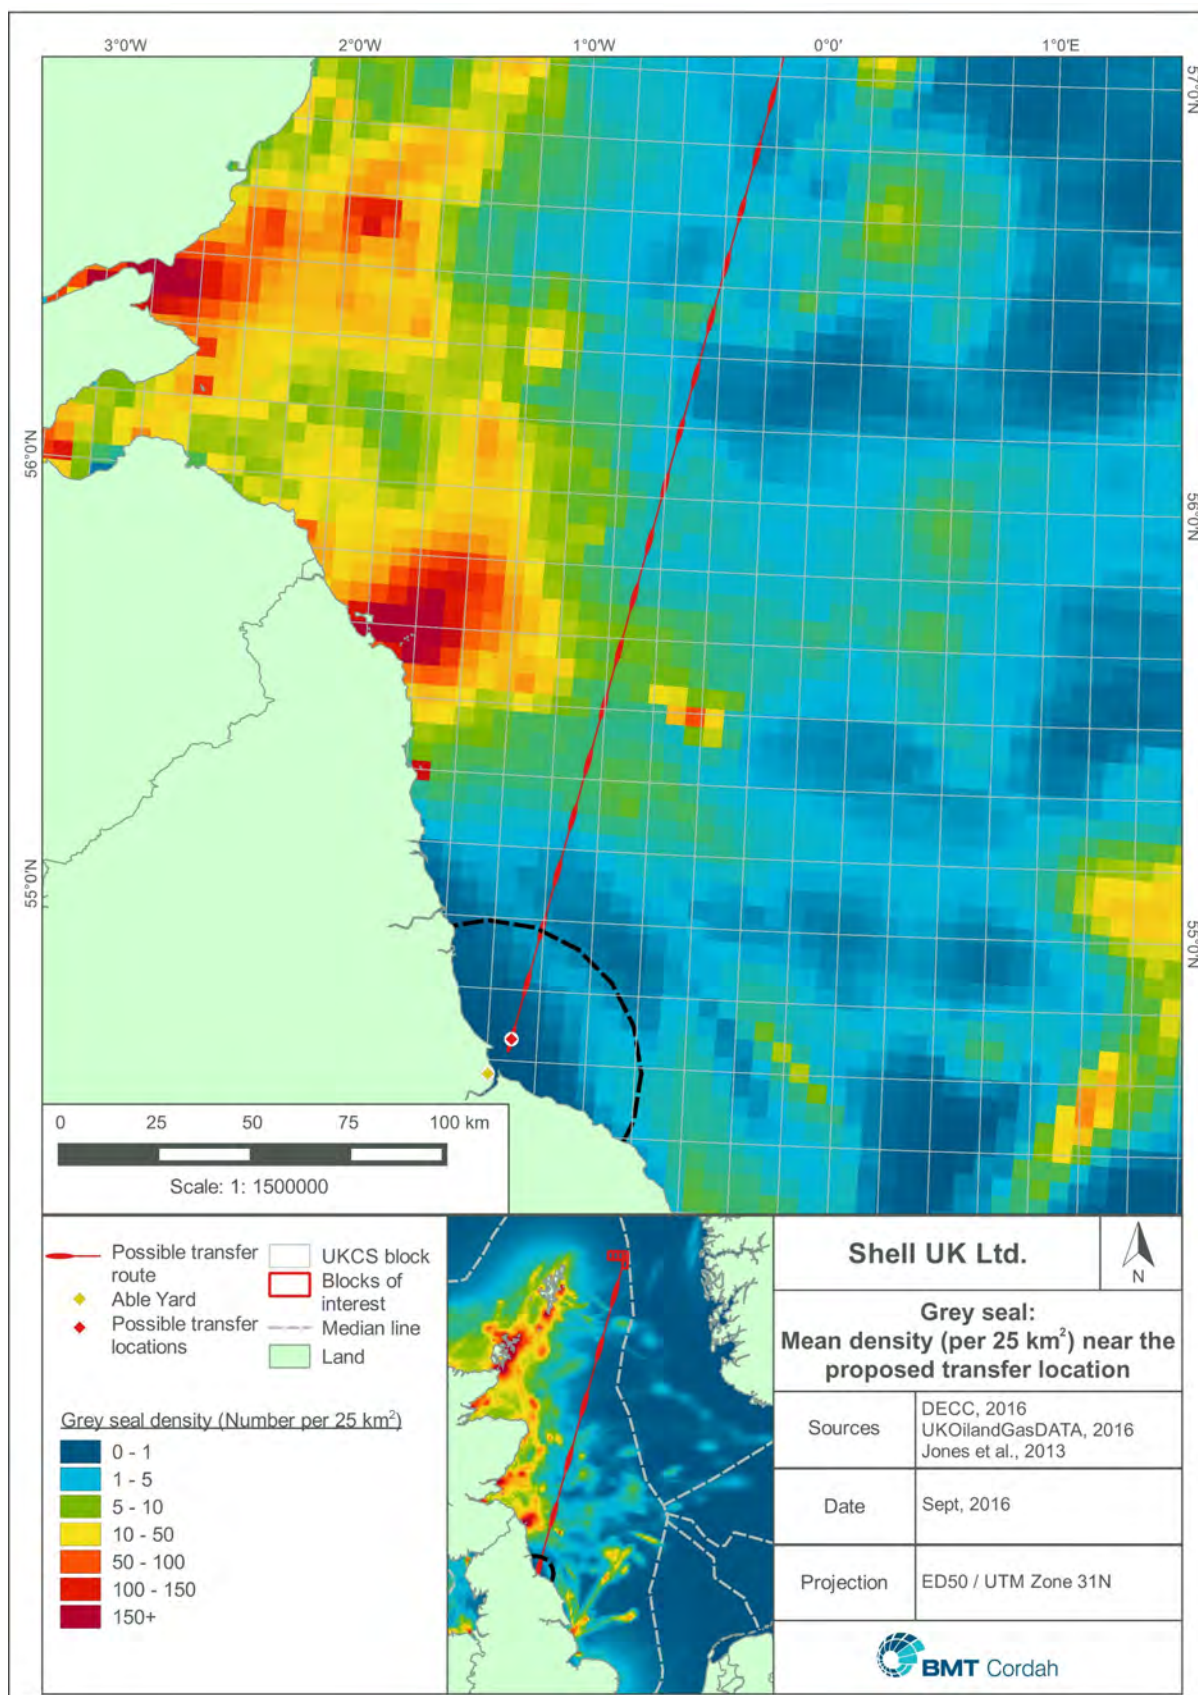 3°0'W 2°0'W 1°0'W 0°0′ 1°0'E
57°0'N
56°0'N
56°0'N
55°0'N
55°0'N
0 25 50 75 100 km
Scale: 1: 1500000
Possible transfer
route
Able Yard
Possible transfer
locations
UKCS block
Blocks of
interest
Median line
Land
Grey seal density (Number per 25 km²)
0 - 1
1 - 5
5 - 10
10 - 50
50 - 100
100 - 150
150+
Shell UK Ltd.
N
Grey seal:
Mean density (per 25 km²) near the
proposed transfer location
Sources
DECC, 2016
UKOilandGasDATA, 2016
Jones et al., 2013
Date
Sept, 2016
Projection
ED50 / UTM Zone 31N
BMT Cordah